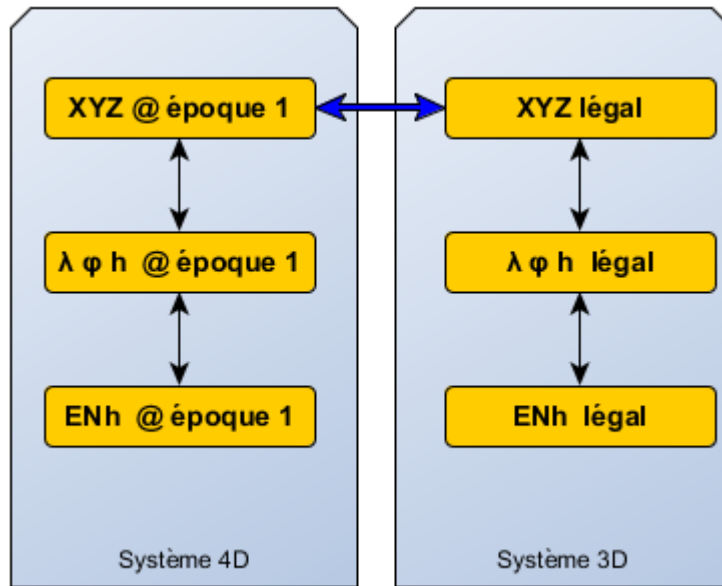 XYZ @ époque 1
XYZ légal
λ φ h @ époque 1
λ φ h légal
ENh @ époque 1
ENh légal
Système 4D
Système 3D